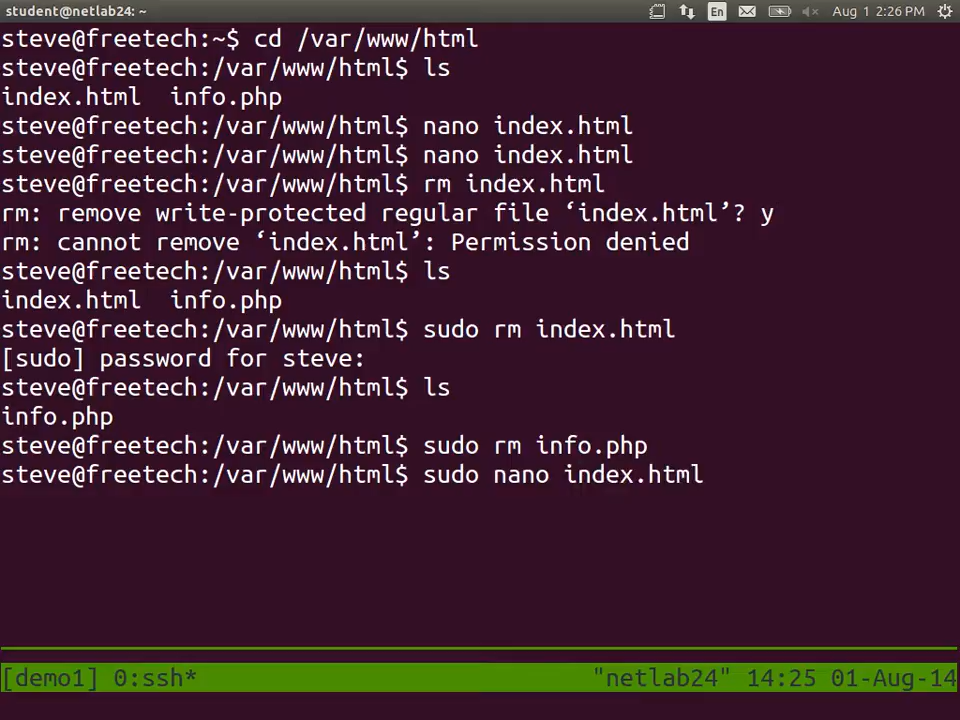 student@netlab24: ~ En Aug 1 2:26 PM
steve@freetech:~$ cd /var/www/html
steve@freetech:/var/www/html$ ls
index.html  info.php
steve@freetech:/var/www/html$ nano index.html
steve@freetech:/var/www/html$ nano index.html
steve@freetech:/var/www/html$ rm index.html
rm: remove write-protected regular file ‘index.html’? y
rm: cannot remove ‘index.html’: Permission denied
steve@freetech:/var/www/html$ ls
index.html  info.php
steve@freetech:/var/www/html$ sudo rm index.html
[sudo] password for steve:
steve@freetech:/var/www/html$ ls
info.php
steve@freetech:/var/www/html$ sudo rm info.php
steve@freetech:/var/www/html$ sudo nano index.html
[demo1] 0:ssh* "netlab24" 14:25 01-Aug-14